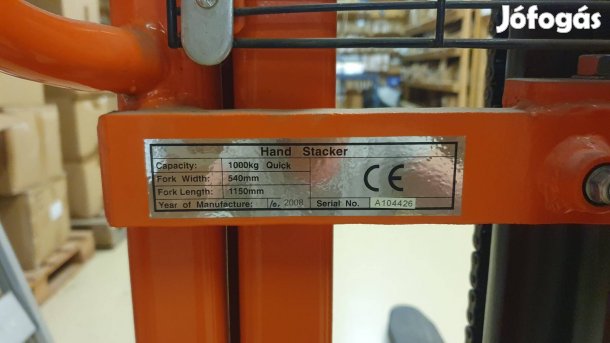 Jófogás
Hand Stacker
Capacity: 1000kg Quick
Fork Width: 540mm
Fork Length: 1150mm
CE
Year of Manufacture: 2008 Serial No. A104426